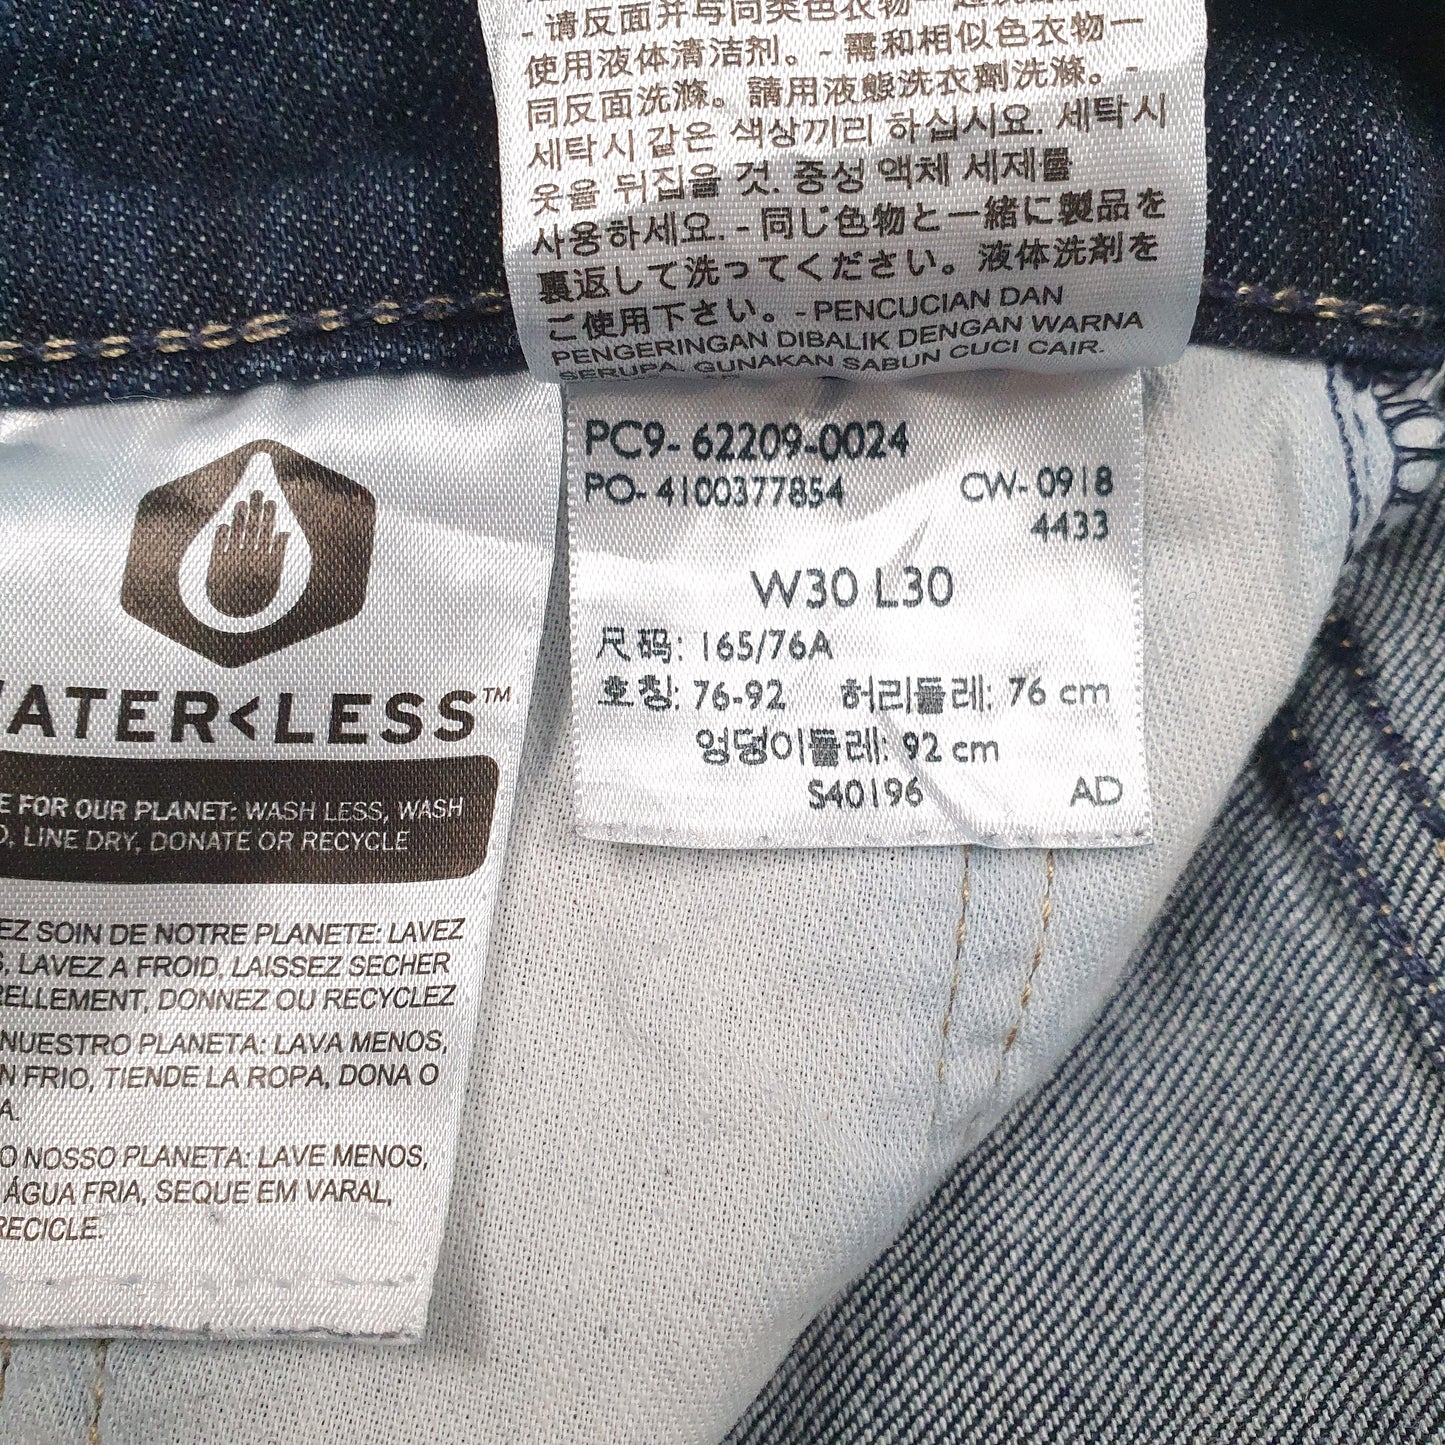 - 请反面并与同类色衣物一
使用液体清洁剂。 - 需和相似色衣物一
同反面洗滌。請用液態洗衣劑洗滌。 -
세탁시 같은 색상끼리 하십시요. 세탁시
옷을 뒤집을 것. 중성 액체 세제를
사용하세요. - 同じ色物と一緒に製品を
裏返して洗ってください。液体洗剤を
ご使用下さい。 - PENCUCIAN DAN
PENGERINGAN DIBALIK DENGAN WARNA
SERUPA. GUNAKAN SABUN CUCI CAIR.
PC9- 62209-0024
PO- 4100377854 CW- 0918
4433
W30 L30
尺码: 165/76A
호칭: 76-92 허리둘레: 76 cm
엉덩이둘레: 92 cm
S40196 AD
ATER<LESS™
E FOR OUR PLANET: WASH LESS, WASH
D, LINE DRY, DONATE OR RECYCLE
EZ SOIN DE NOTRE PLANETE: LAVEZ
S, LAVEZ A FROID, LAISSEZ SECHER
RELLEMENT, DONNEZ OU RECYCLEZ
NUESTRO PLANETA: LAVA MENOS,
N FRIO, TIENDE LA ROPA, DONA O
A.
O NOSSO PLANETA: LAVE MENOS,
ÁGUA FRIA, SEQUE EM VARAL,
RECICLE.